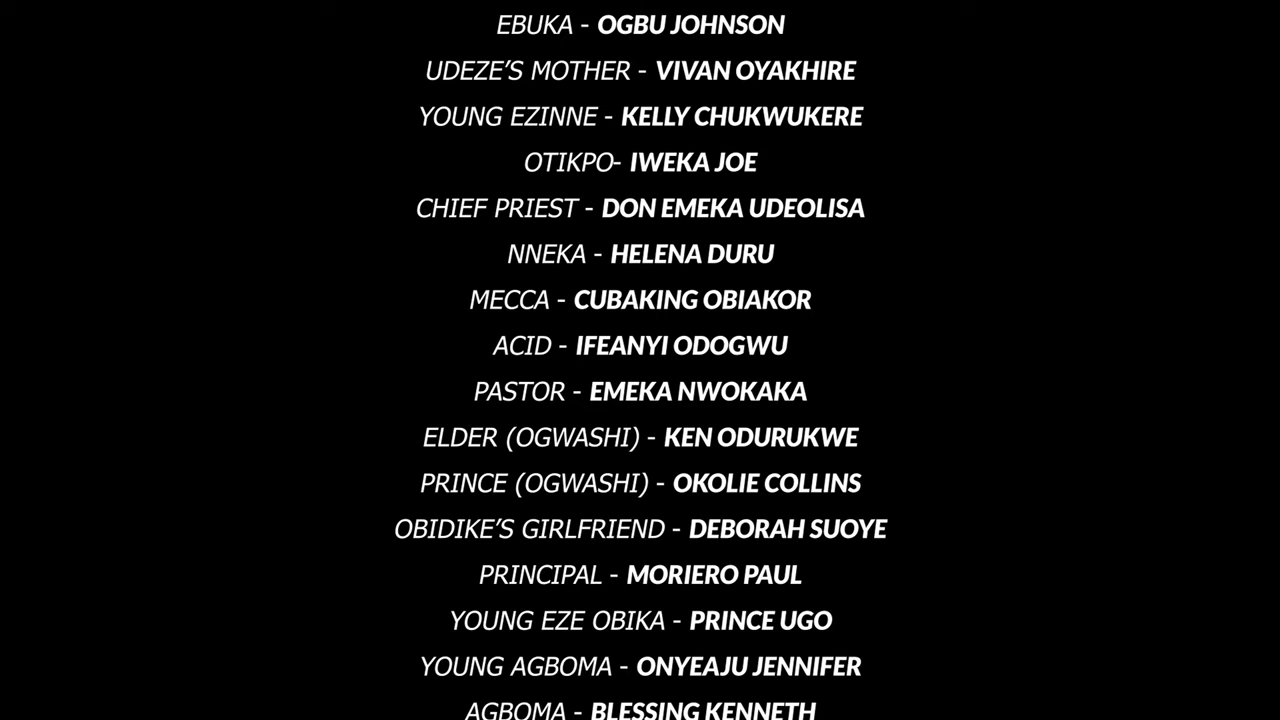 EBUKA - OGBU JOHNSON
UDEZE'S MOTHER - VIVAN OYAKHIRE
YOUNG EZINNE - KELLY CHUKWUKERE
OTIKPO- IWEKA JOE
CHIEF PRIEST - DON EMEKA UDEOLISA
NNEKA - HELENA DURU
MECCA - CUBAKING OBIAKOR
ACID - IFEANYI ODOGWU
PASTOR - EMEKA NWOKAKA
ELDER (OGWASHI) - KEN ODURUKWE
PRINCE (OGWASHI) - OKOLIE COLLINS
OBIDIKE'S GIRLFRIEND - DEBORAH SUOYE
PRINCIPAL - MORIERO PAUL
YOUNG EZE OBIKA - PRINCE UGO
YOUNG AGBOMA - ONYEAJU JENNIFER
AGBOMA - BLESSING KENNETH